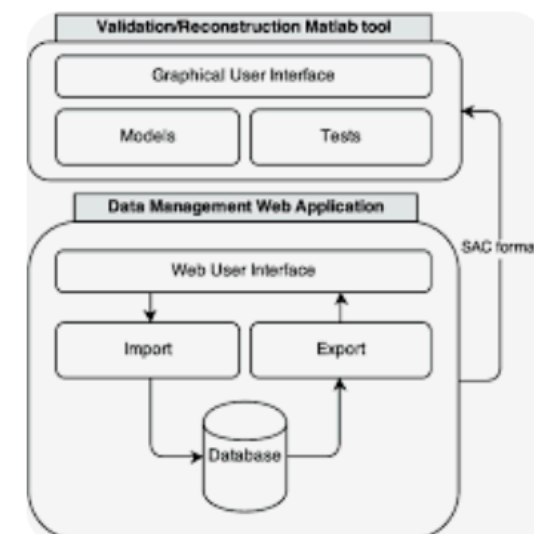 Validation/Reconstruction Matlab tool
Graphical User Interface
Models
Tests
Data Management Web Application
SAC forma
Web User Interface
Import
Export
Database